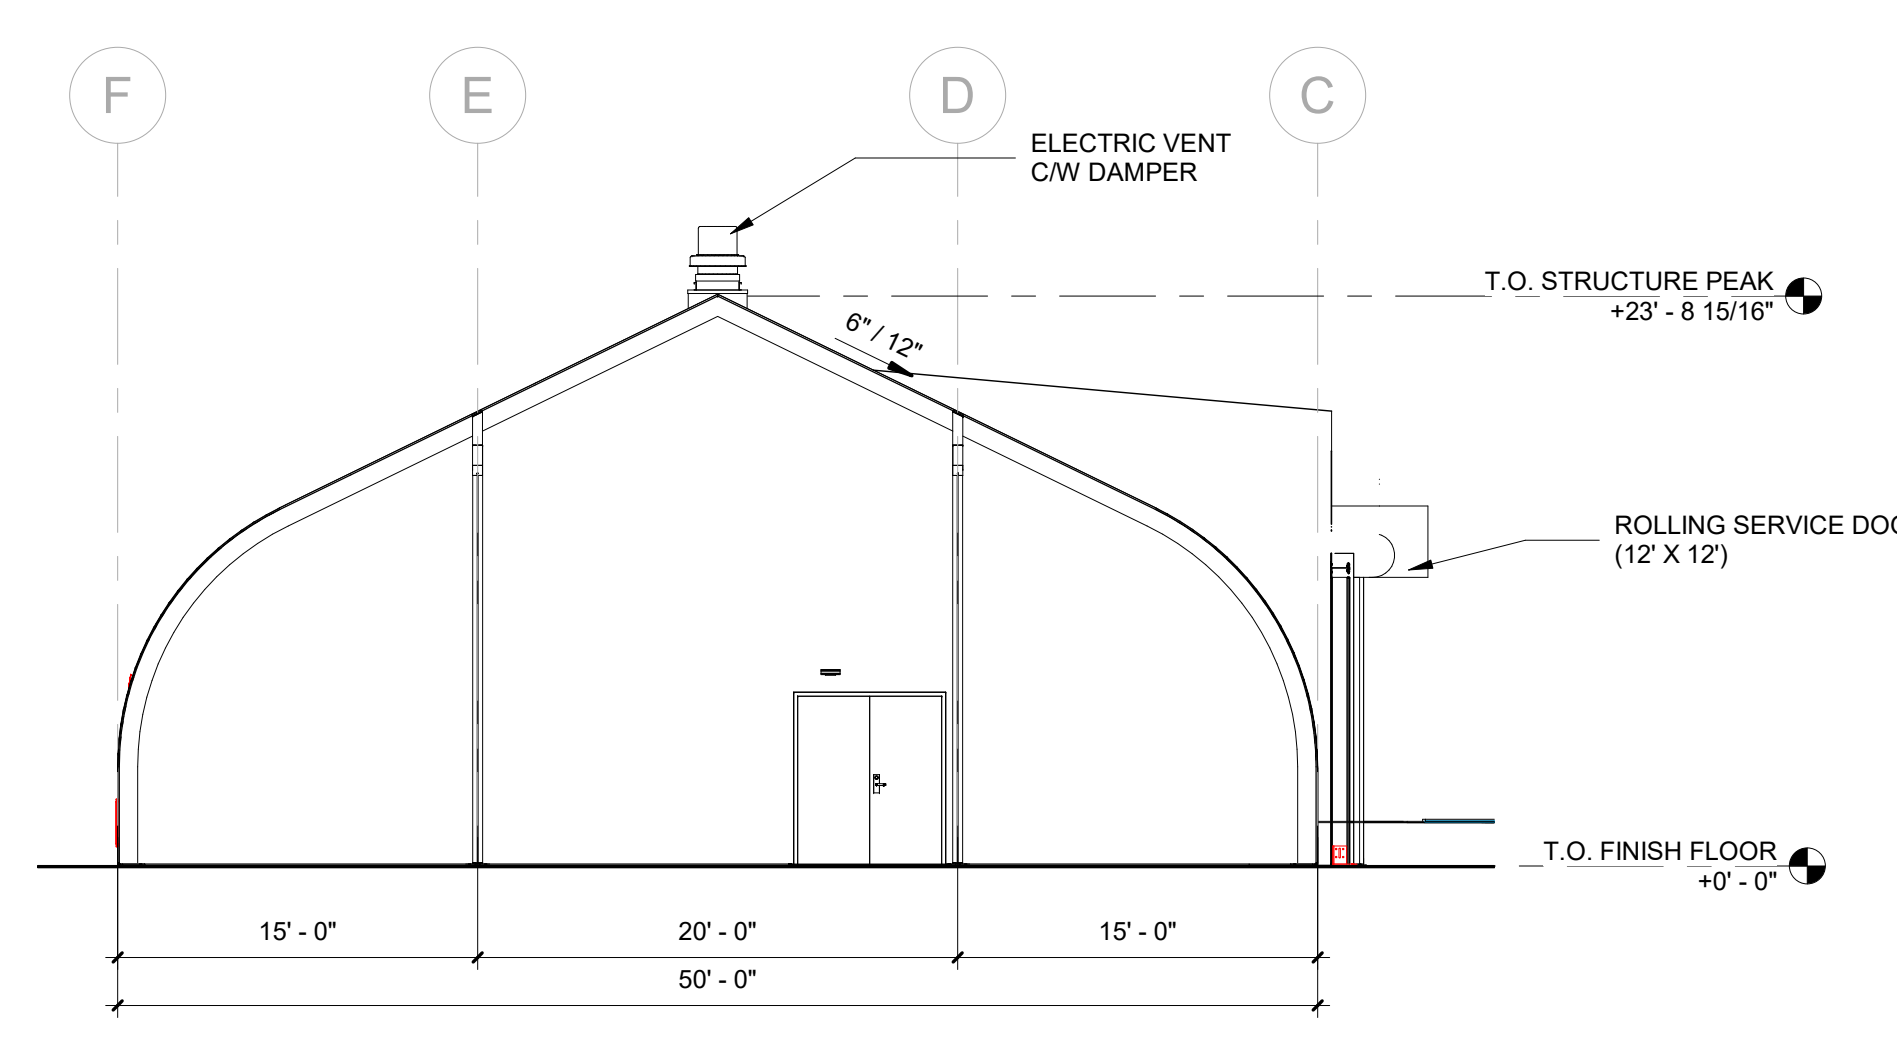 F E D C
ELECTRIC VENT
C/W DAMPER
T.O. STRUCTURE PEAK
+23' - 8 15/16"
6" / 12"
ROLLING SERVICE DOO
(12' X 12')
T.O. FINISH FLOOR
+0' - 0"
15' - 0" 20' - 0" 15' - 0"
50' - 0"